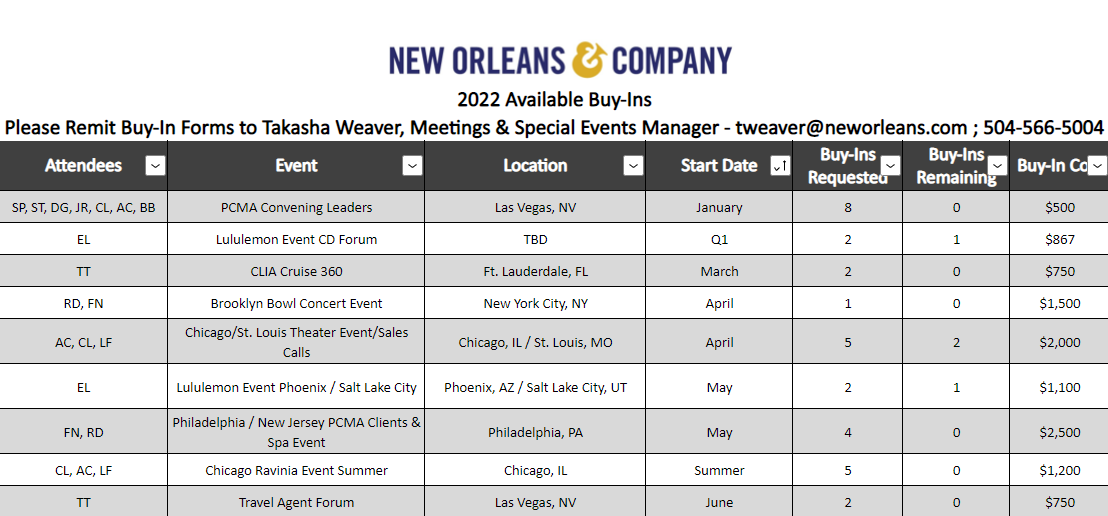 NEW ORLEANS & COMPANY
2022 Available Buy-Ins
Please Remit Buy-In Forms to Takasha Weaver, Meetings & Special Events Manager - tweaver@neworleans.com ; 504-566-5004
Attendees Event Location Start Date Buy-Ins Requested Buy-Ins Remaining Buy-In Co
SP, ST, DG, JR, CL, AC, BB PCMA Convening Leaders Las Vegas, NV January 8 0 $500
EL Lululemon Event CD Forum TBD Q1 2 1 $867
TT CLIA Cruise 360 Ft. Lauderdale, FL March 2 0 $750
RD, FN Brooklyn Bowl Concert Event New York City, NY April 1 0 $1,500
AC, CL, LF Chicago/St. Louis Theater Event/Sales Calls Chicago, IL / St. Louis, MO April 5 2 $2,000
EL Lululemon Event Phoenix / Salt Lake City Phoenix, AZ / Salt Lake City, UT May 2 1 $1,100
FN, RD Philadelphia / New Jersey PCMA Clients & Spa Event Philadelphia, PA May 4 0 $2,500
CL, AC, LF Chicago Ravinia Event Summer Chicago, IL Summer 5 0 $1,200
TT Travel Agent Forum Las Vegas, NV June 2 0 $750